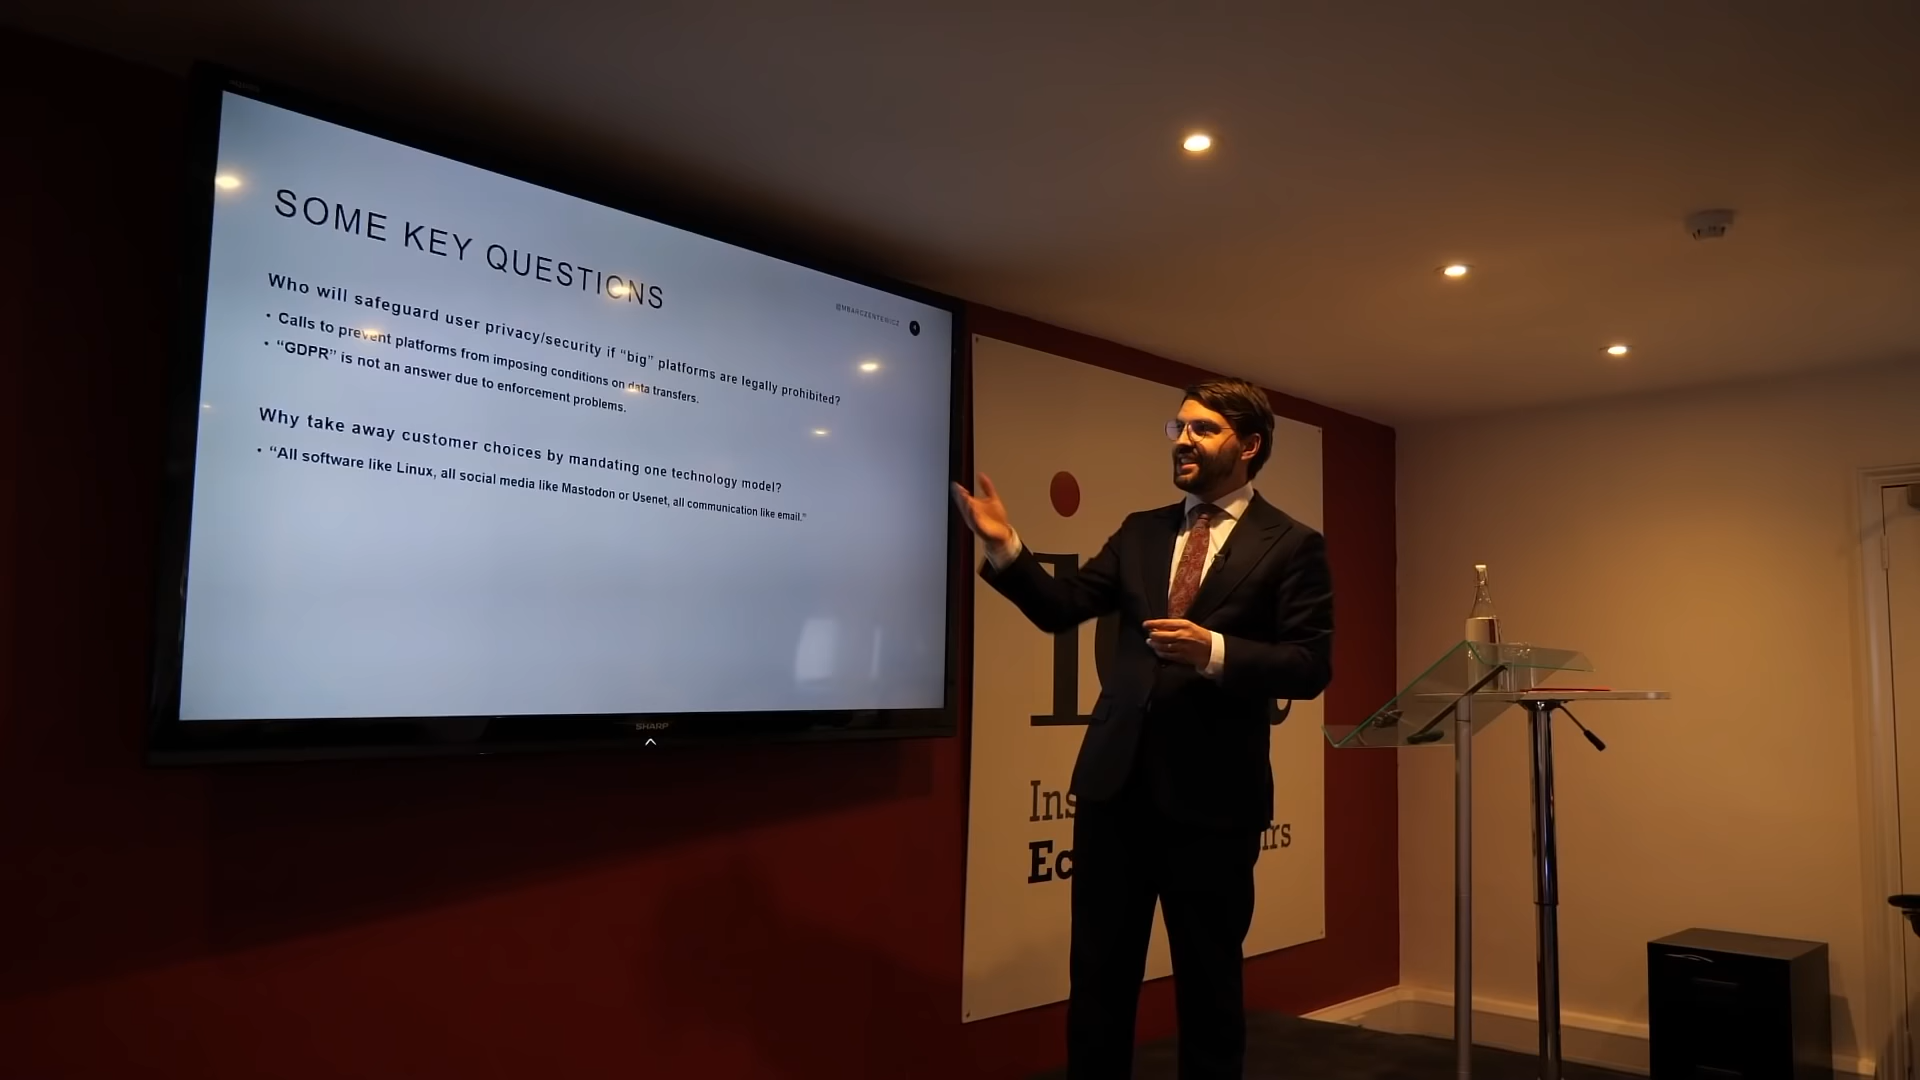 SOME KEY QUESTIONS
@MBARCZENTEWICZ
Who will safeguard user privacy/security if “big” platforms are legally prohibited?
• Calls to prevent platforms from imposing conditions on data transfers.
• “GDPR” is not an answer due to enforcement problems.
Why take away customer choices by mandating one technology model?
• “All software like Linux, all social media like Mastodon or Usenet, all communication like email.”
SHARP
i
Ins
Ec
irs